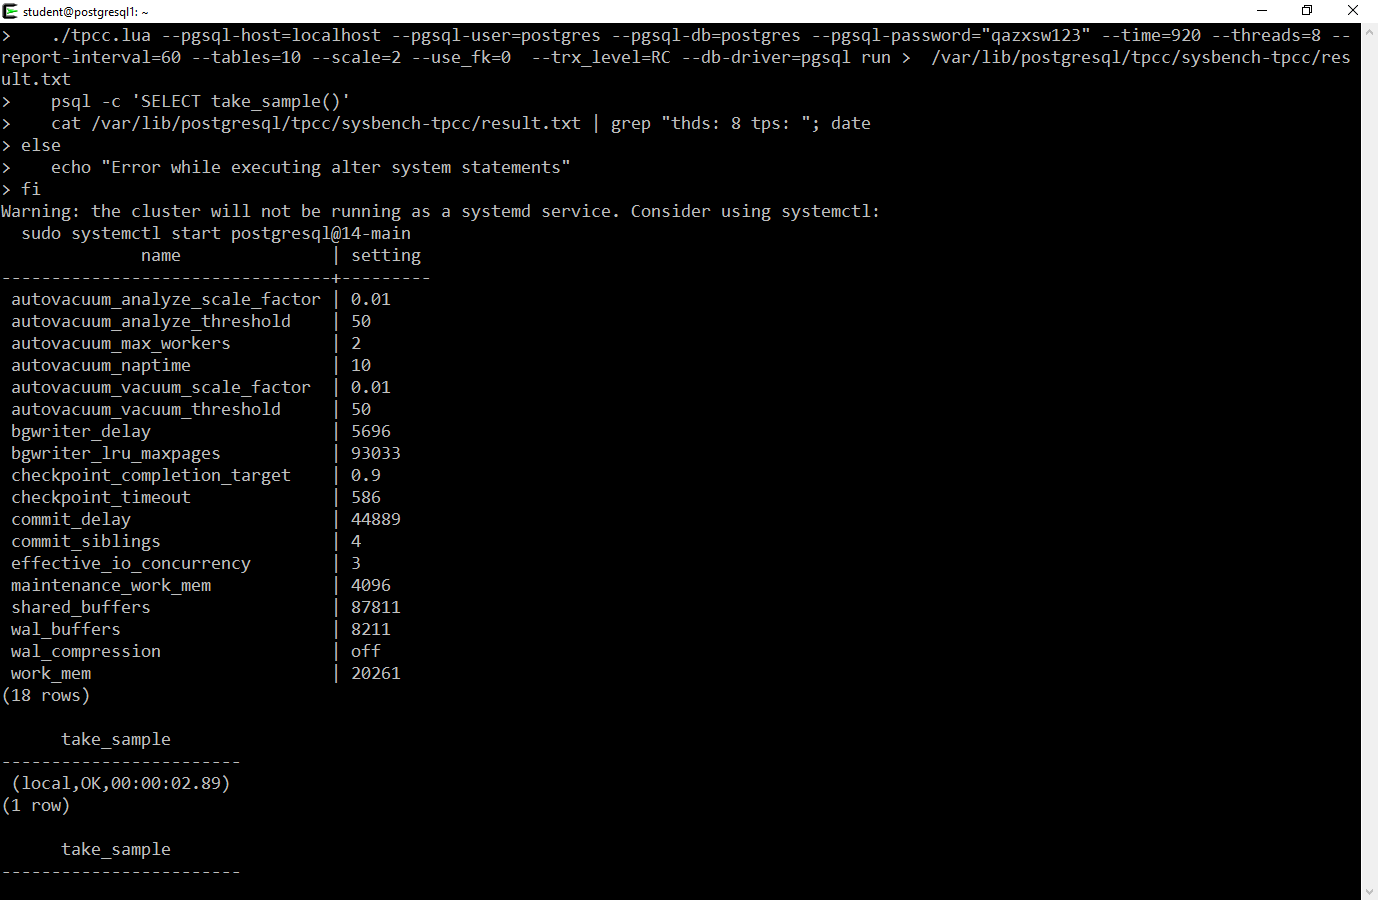 student@postgresql1: ~
>    ./tpcc.lua --pgsql-host=localhost --pgsql-user=postgres --pgsql-db=postgres --pgsql-password="qazxsw123" --time=920 --threads=8 --
report-interval=60 --tables=10 --scale=2 --use_fk=0  --trx_level=RC --db-driver=pgsql run >  /var/lib/postgresql/tpcc/sysbench-tpcc/res
ult.txt
>    psql -c 'SELECT take_sample()'
>    cat /var/lib/postgresql/tpcc/sysbench-tpcc/result.txt | grep "thds: 8 tps: "; date
> else
>    echo "Error while executing alter system statements"
> fi
Warning: the cluster will not be running as a systemd service. Consider using systemctl:
  sudo systemctl start postgresql@14-main
              name               | setting
---------------------------------+---------
 autovacuum_analyze_scale_factor | 0.01
 autovacuum_analyze_threshold    | 50
 autovacuum_max_workers          | 2
 autovacuum_naptime              | 10
 autovacuum_vacuum_scale_factor  | 0.01
 autovacuum_vacuum_threshold     | 50
 bgwriter_delay                  | 5696
 bgwriter_lru_maxpages           | 93033
 checkpoint_completion_target    | 0.9
 checkpoint_timeout              | 586
 commit_delay                    | 44889
 commit_siblings                 | 4
 effective_io_concurrency        | 3
 maintenance_work_mem            | 4096
 shared_buffers                  | 87811
 wal_buffers                     | 8211
 wal_compression                 | off
 work_mem                        | 20261
(18 rows)
      take_sample
------------------------
 (local,OK,00:00:02.89)
(1 row)
      take_sample
------------------------